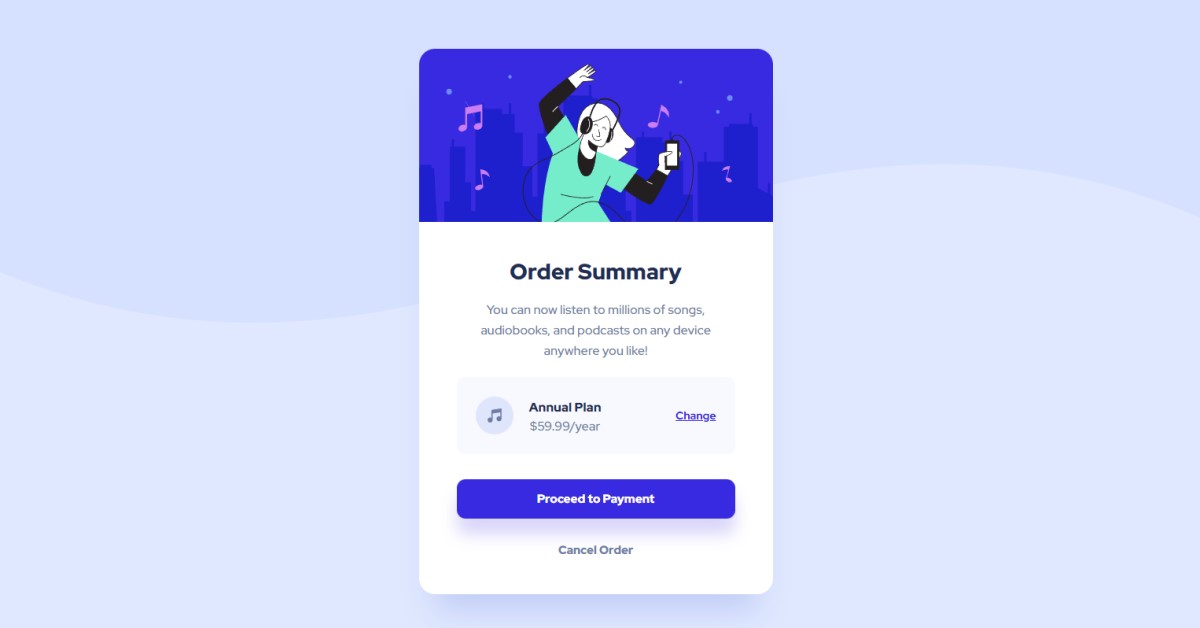 Order Summary
You can now listen to millions of songs,
audiobooks, and podcasts on any device
anywhere you like!
Annual Plan
$59.99/year
Change
Proceed to Payment
Cancel Order